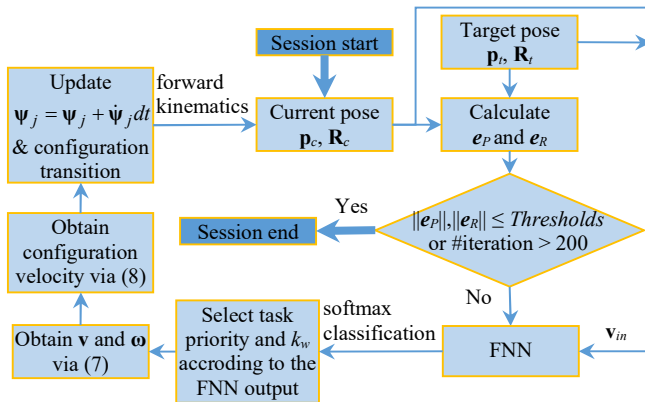 Session start
Target pose
p_t, R_t
Update
ψ_j = ψ_j + ψ̇_j dt
& configuration
transition
forward
kinematics
Current pose
p_c, R_c
Calculate
e_P and e_R
||e_P||,||e_R|| ≤ Thresholds
or #iteration > 200
Yes
Session end
No
Obtain
configuration
velocity via (8)
Obtain v and ω
via (7)
Select task
priority and k_w
accroding to the
FNN output
softmax
classification
FNN
v_in